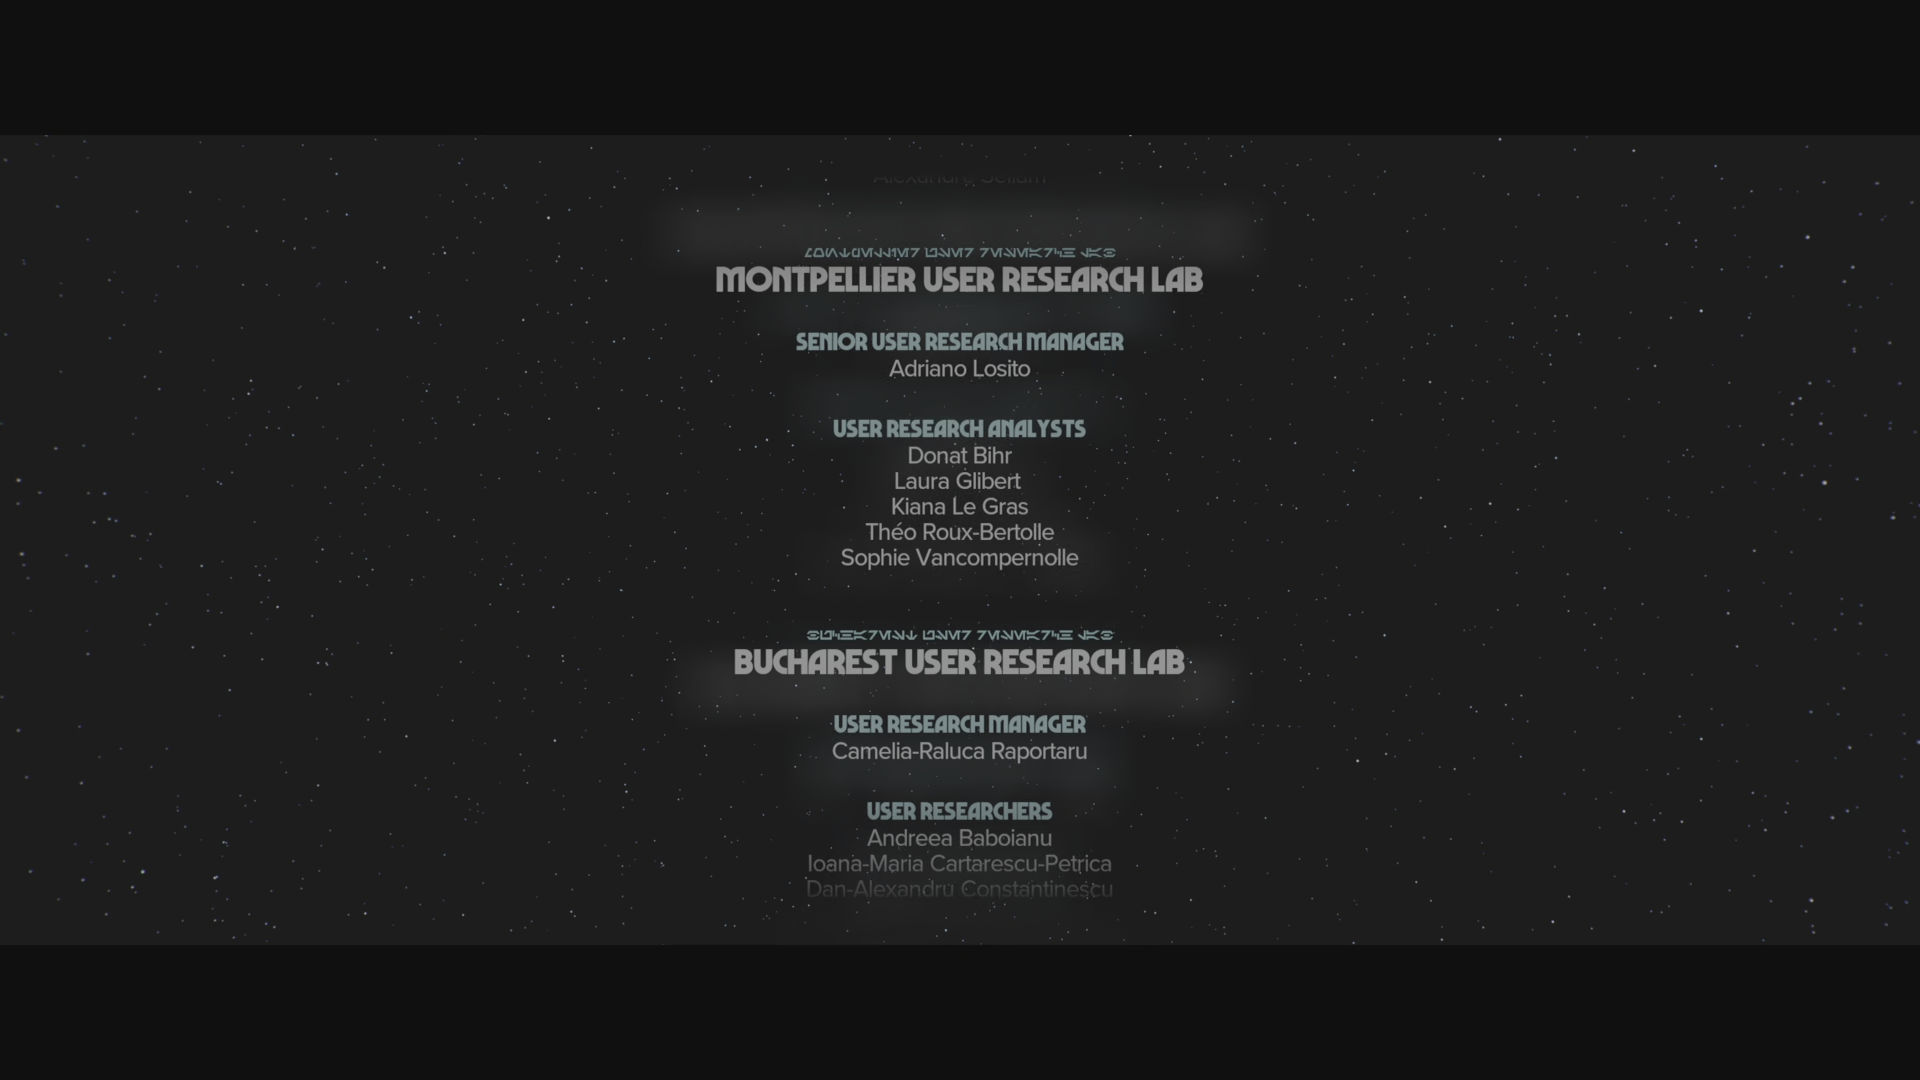 MONTPELLIER USER RESEARCH LAB
SENIOR USER RESEARCH MANAGER
Adriano Losito
USER RESEARCH ANALYSTS
Donat Bihr
Laura Glibert
Kiana Le Gras
Théo Roux-Bertolle
Sophie Vancompernolle
BUCHAREST USER RESEARCH LAB
USER RESEARCH MANAGER
Camelia-Raluca Raportaru
USER RESEARCHERS
Andreea Baboianu
Ioana-Maria Cartarescu-Petrica
Dan-Alexandru Constantinescu